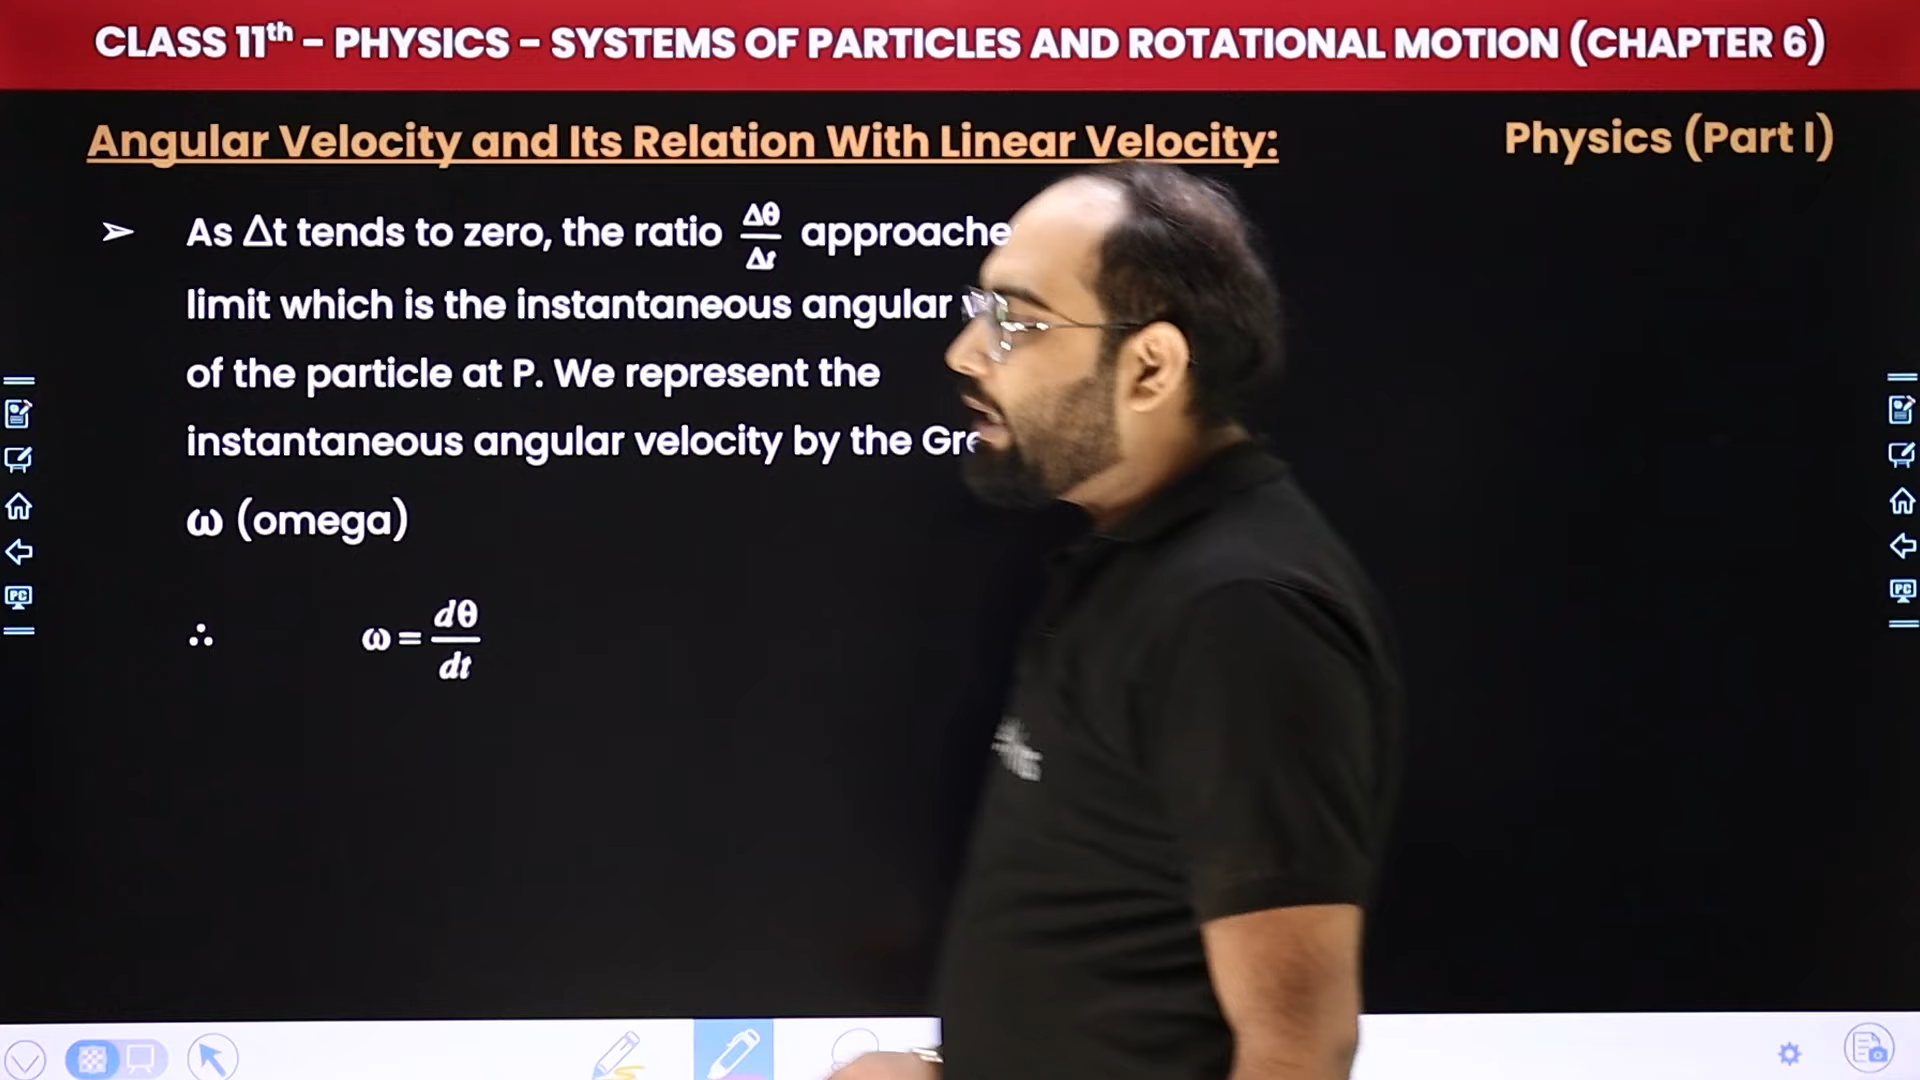 CLASS 11th - PHYSICS - SYSTEMS OF PARTICLES AND ROTATIONAL MOTION (CHAPTER 6)
Angular Velocity and Its Relation With Linear Velocity: Physics (Part I)
➢ As Δt tends to zero, the ratio Δθ/Δt
limit which is the instantaneous angular
of the particle at P. We represent the
instantaneous angular velocity by the
ω (omega)
∴ ω = dθ/dt
PC PC